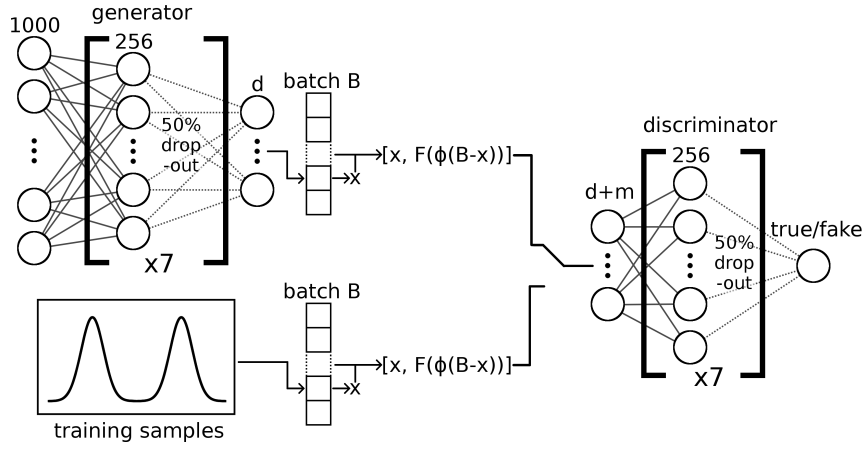 generator
1000
256
d
50%
drop
-out
x7
batch B
x
[x, F(ϕ(B-x))]
discriminator
256
d+m
true/fake
50%
drop
-out
x7
batch B
x
[x, F(ϕ(B-x))]
training samples